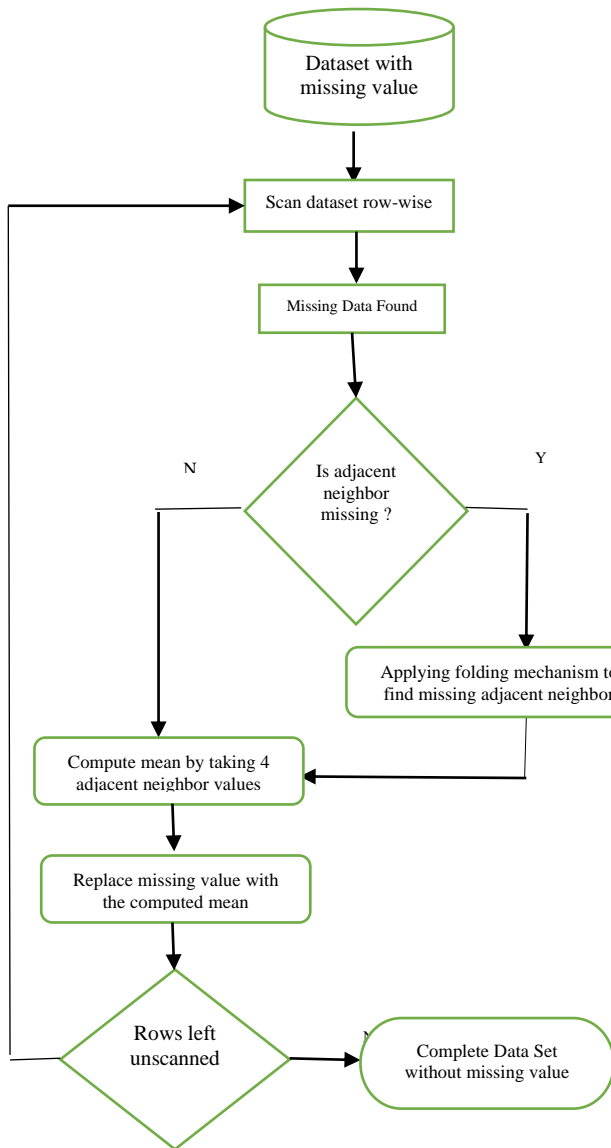 Dataset with
missing value
Scan dataset row-wise
Missing Data Found
N
Y
Is adjacent
neighbor
missing ?
Applying folding mechanism to
find missing adjacent neighbor
Compute mean by taking 4
adjacent neighbor values
Replace missing value with
the computed mean
Rows left
unscanned
N
Complete Data Set
without missing value